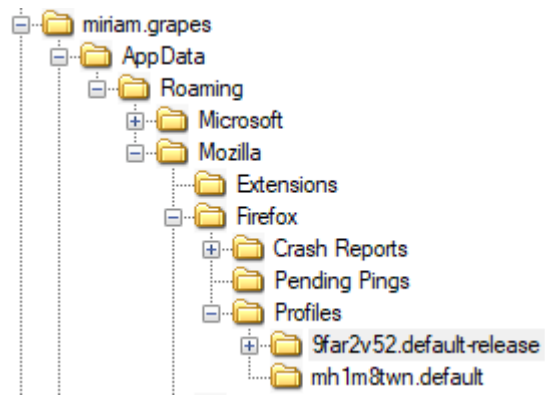 miriam.grapes
AppData
Roaming
Microsoft
Mozilla
Extensions
Firefox
Crash Reports
Pending Pings
Profiles
9far2v52.default-release
mh1m8twn.default